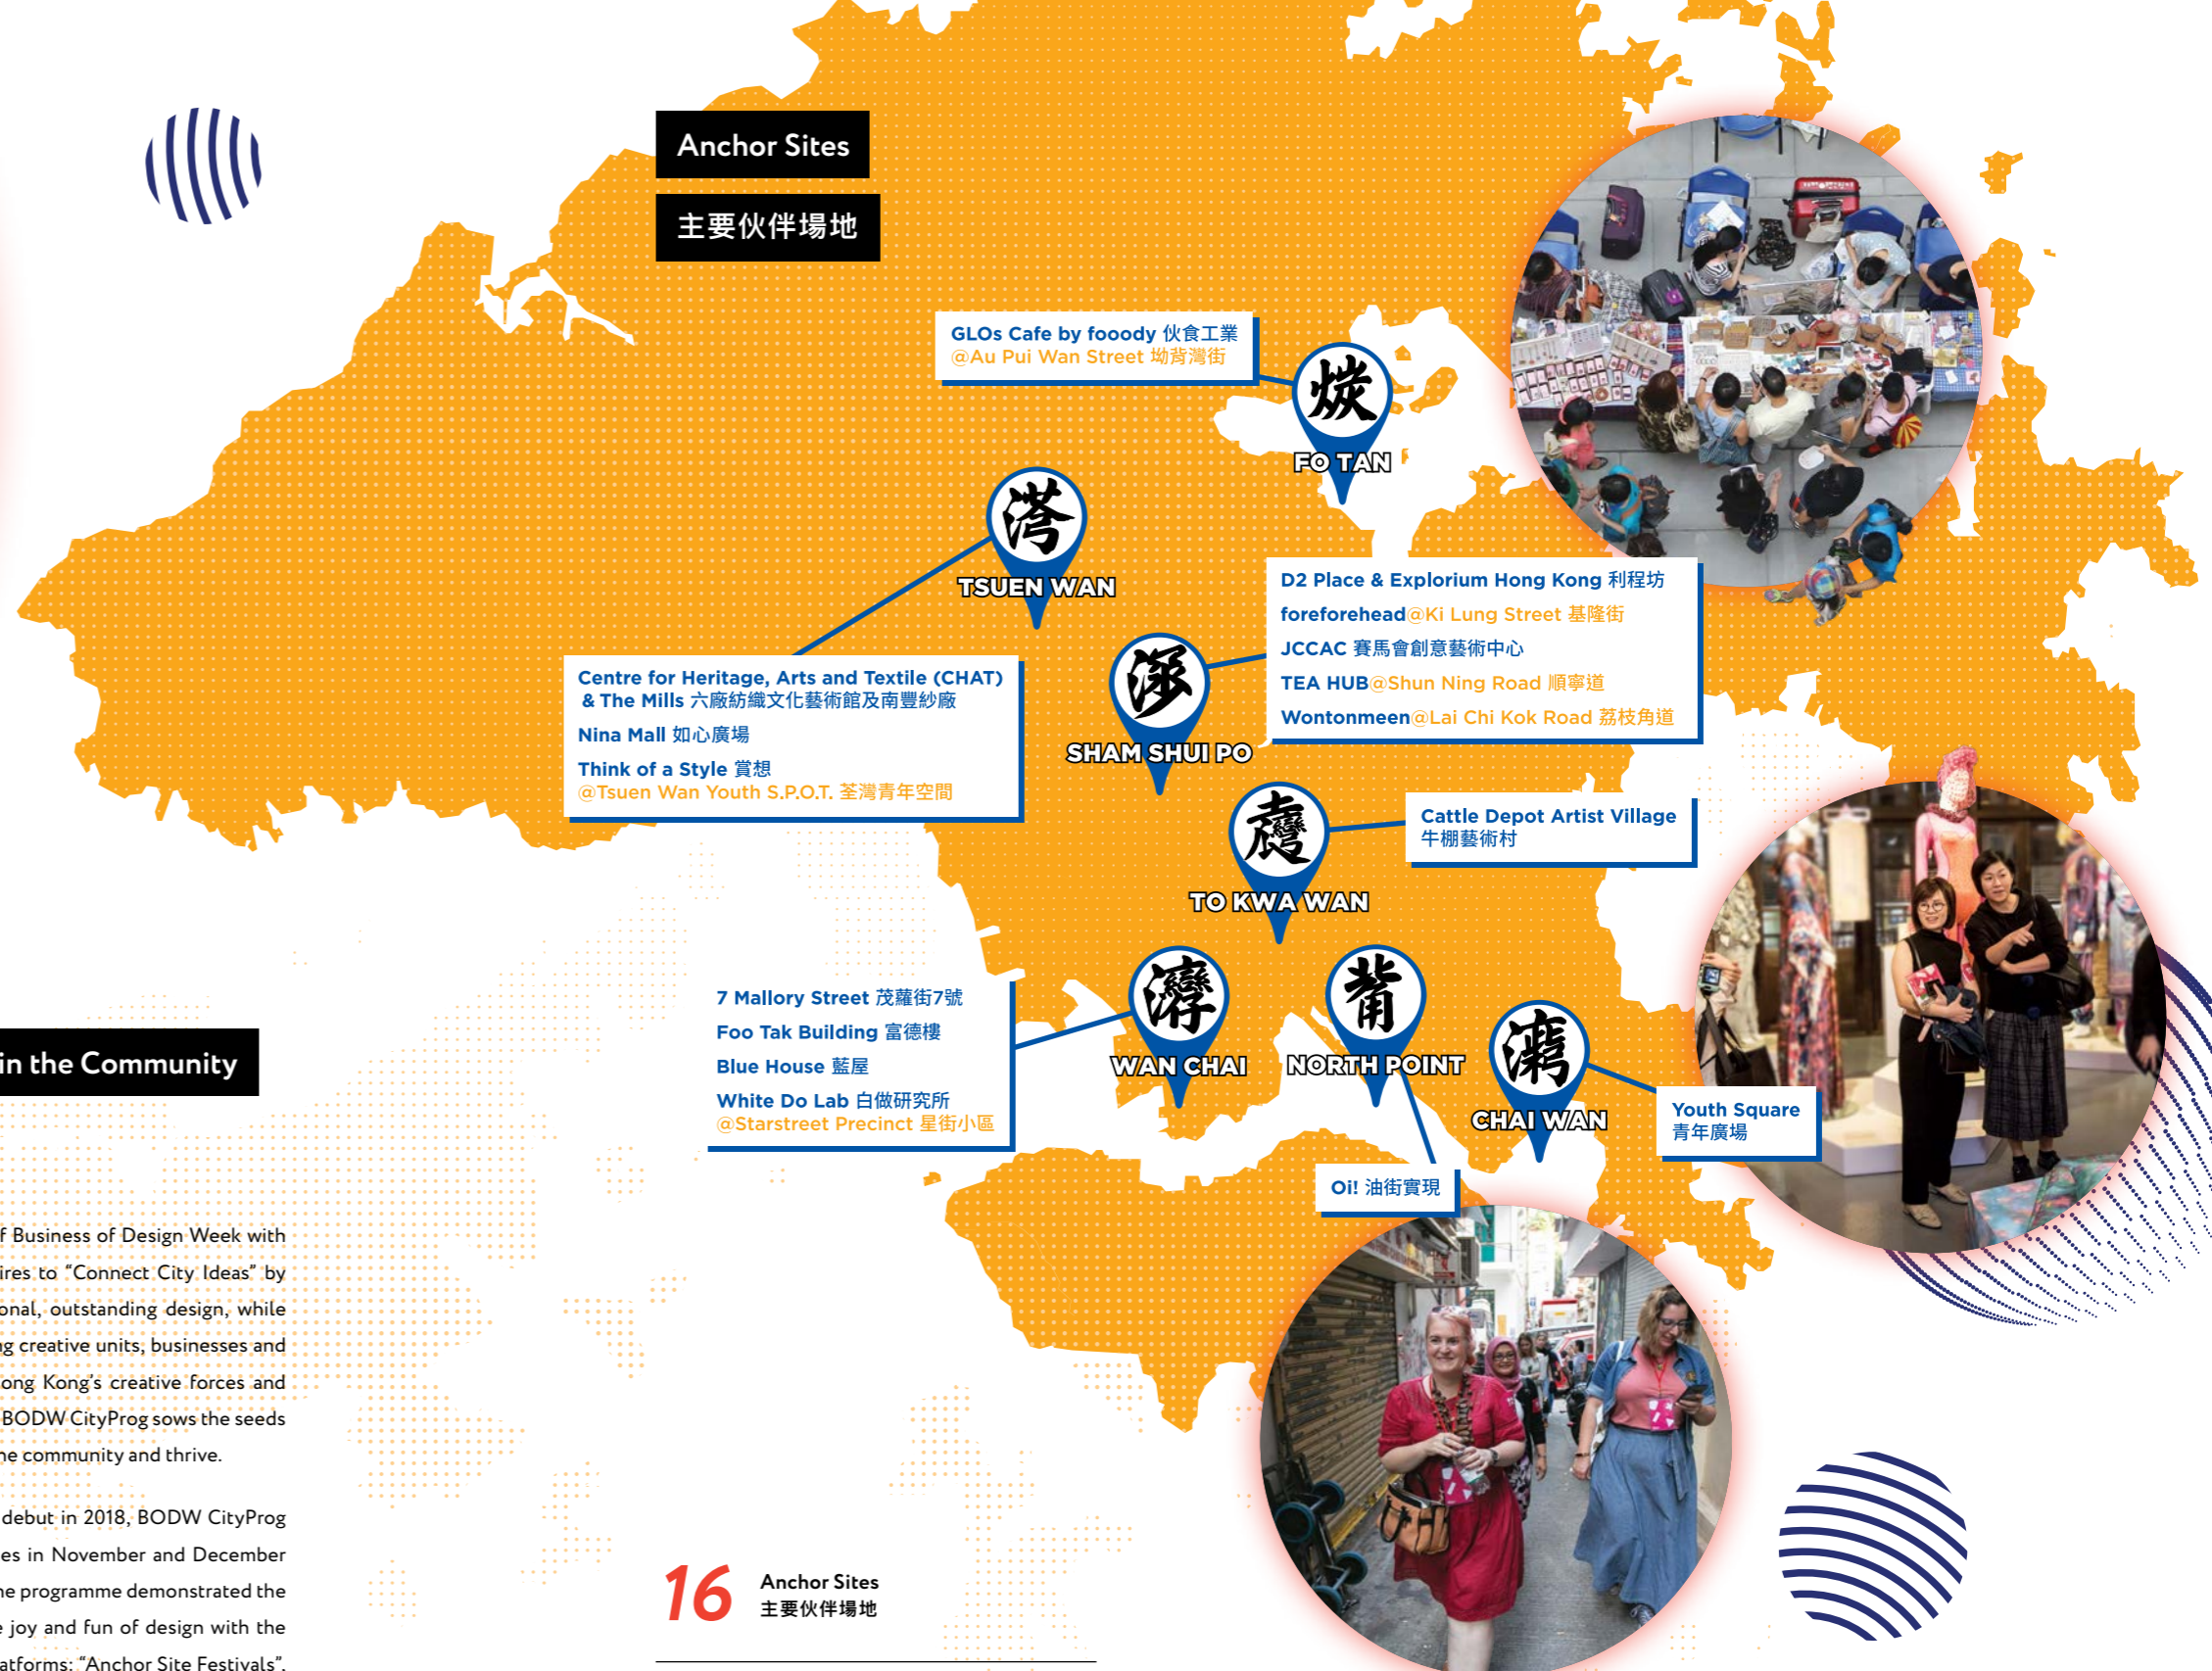 Anchor Sites
主要伙伴場地
GLOs Cafe by fooody 伙食工業
@Au Pui Wan Street 坳背灣街
FO TAN
TSUEN WAN
Centre for Heritage, Arts and Textile (CHAT)
& The Mills 六廠紡織文化藝術館及南豐紗廠
Nina Mall 如心廣場
Think of a Style 賞想
@Tsuen Wan Youth S.P.O.T. 荃灣青年空間
D2 Place & Explorium Hong Kong 利程坊
foreforehead@Ki Lung Street 基隆街
JCCAC 賽馬會創意藝術中心
TEA HUB@Shun Ning Road 順寧道
Wontonmeen@Lai Chi Kok Road 荔枝角道
SHAM SHUI PO
Cattle Depot Artist Village
牛棚藝術村
TO KWA WAN
7 Mallory Street 茂蘿街7號
Foo Tak Building 富德樓
Blue House 藍屋
White Do Lab 白做研究所
@Starstreet Precinct 星街小區
WAN CHAI
NORTH POINT
CHAI WAN
Youth Square
青年廣場
Oi! 油街實現
in the Community
f Business of Design Week with
ires to “Connect City Ideas” by
onal, outstanding design, while
ng creative units, businesses and
ong Kong’s creative forces and
BODW CityProg sows the seeds
he community and thrive.
debut in 2018, BODW CityProg
es in November and December
he programme demonstrated the
e joy and fun of design with the
atforms: “Anchor Site Festivals”,
16
Anchor Sites
主要伙伴場地